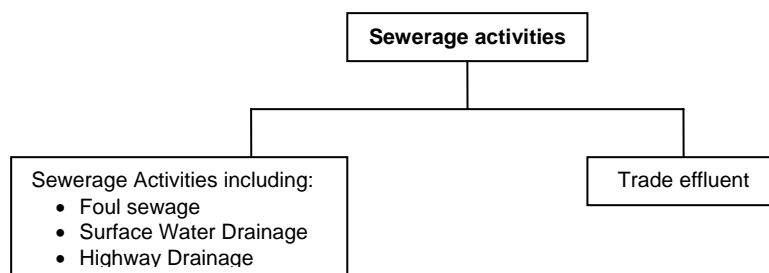 Sewerage activities
Sewerage Activities including:
• Foul sewage
• Surface Water Drainage
• Highway Drainage
Trade effluent